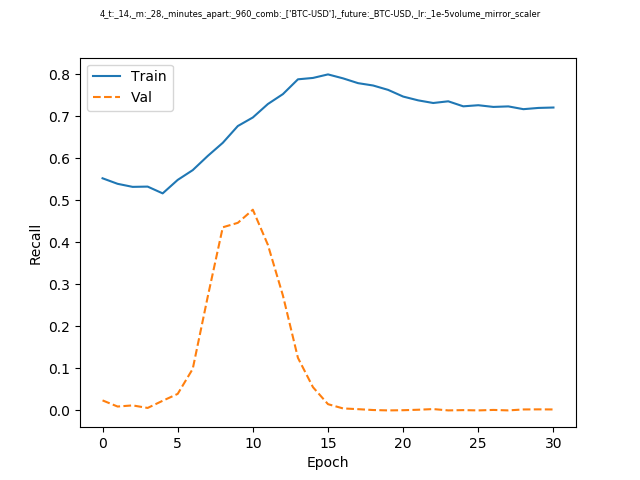 4_t:_14,_m:_28,_minutes_apart:_960_comb:_['BTC-USD'],_future:_BTC-USD,_lr:_1e-5volume_mirror_scaler
Train
Val
0.8
0.7
0.6
0.5
0.4
0.3
0.2
0.1
0.0
Recall
0 5 10 15 20 25 30
Epoch